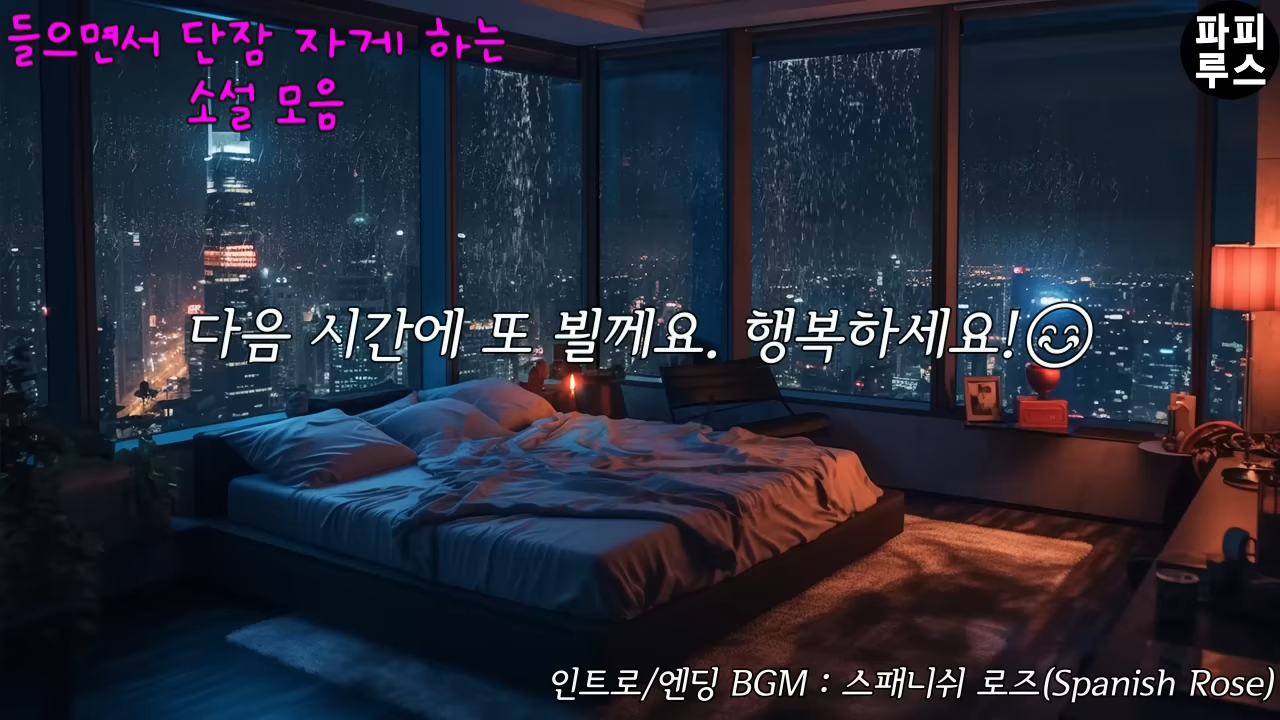 들으면서 단잠 자게 하는
소설 모음
파피
루스
다음 시간에 또 뵐께요. 행복하세요!😊
인트로/엔딩 BGM : 스패니쉬 로즈(Spanish Rose)